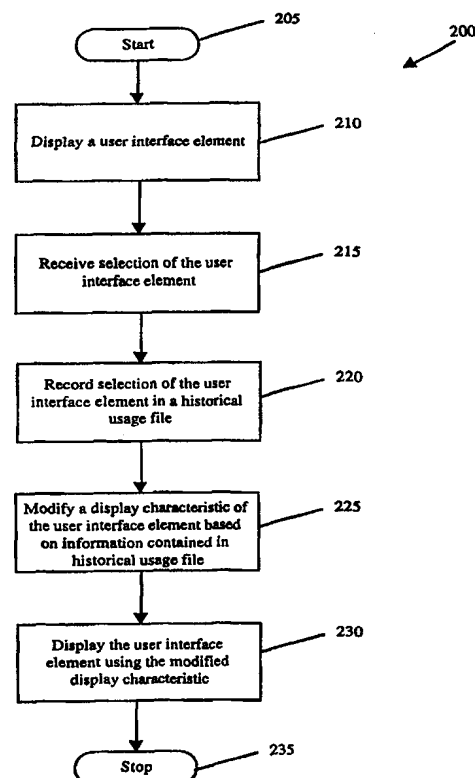 Start
205
200
Display a user interface element
210
Receive selection of the user
interface element
215
Record selection of the user
interface element in a historical
usage file
220
Modify a display characteristic of
the user interface element based
on information contained in
historical usage file
225
Display the user interface
element using the modified
display characteristic
230
Stop
235